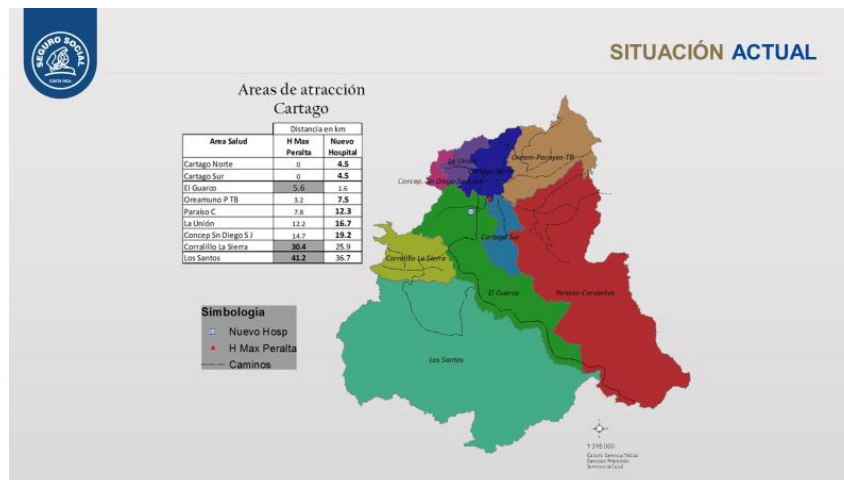 SEGURO SOCIAL
COSTA RICA
SITUACIÓN ACTUAL
Areas de atracción
Cartago
Distancia en km
Area Salud H Max Peralta Nuevo Hospital
Cartago Norte 0 4.5
Cartago Sur 0 4.5
El Guarco 5.6 1.6
Oreamuno P TB 3.2 7.5
Paraíso C 7.8 12.3
La Unión 12.2 16.7
Concep Sn Diego S J 14.7 19.2
Corralillo La Sierra 30.4 25.9
Los Santos 41.2 36.7
Oream-Pacayas-TB
La Unión
Cartago Norte
Concep. Sn Diego Sn Juan
Cartago Sur
Corralillo La Sierra
El Guarco
Paraiso-Cervantes
Los Santos
Simbologia
Nuevo Hosp
H Max Peralta
Caminos